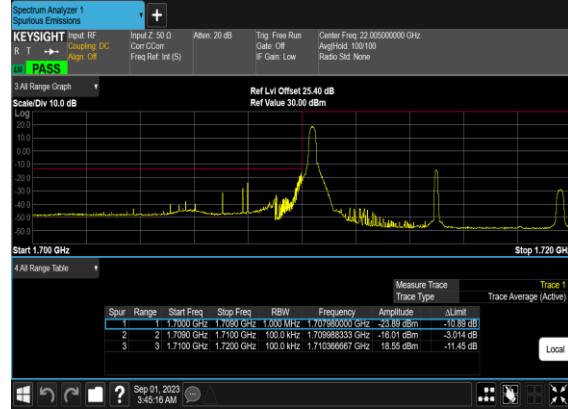 Spectrum Analyzer 1
Spurious Emissions
+
KEYSIGHT Input: RF Input Z: 50 Ω Atten: 20 dB Trig: Free Run Center Freq: 22.005000000 GHz
R T Coupling: DC Corr CCorr Gate: Off Avg|Hold: 100/100
Align: Off Freq Ref: Int (S) IF Gain: Low Radio Std: None
PASS
3 All Range Graph Ref Lvl Offset 25.40 dB
Scale/Div 10.0 dB Ref Value 30.00 dBm
Log
20.0
10.0
0.00
-10.0
-20.0
-30.0
-40.0
-50.0
-60.0
Start 1.700 GHz Stop 1.720 GHz
4 All Range Table
Measure Trace Trace 1
Trace Type Trace Average (Active)
Spur Range Start Freq Stop Freq RBW Frequency Amplitude ΔLimit
1 1 1.7000 GHz 1.7090 GHz 1.000 MHz 1.707980000 GHz -23.89 dBm -10.89 dB
2 2 1.7090 GHz 1.7100 GHz 100.0 kHz 1.709988333 GHz -16.01 dBm -3.014 dB
3 3 1.7100 GHz 1.7200 GHz 100.0 kHz 1.710366667 GHz 18.55 dBm -11.45 dB
Local
? Sep 01, 2023
3:45:16 AM